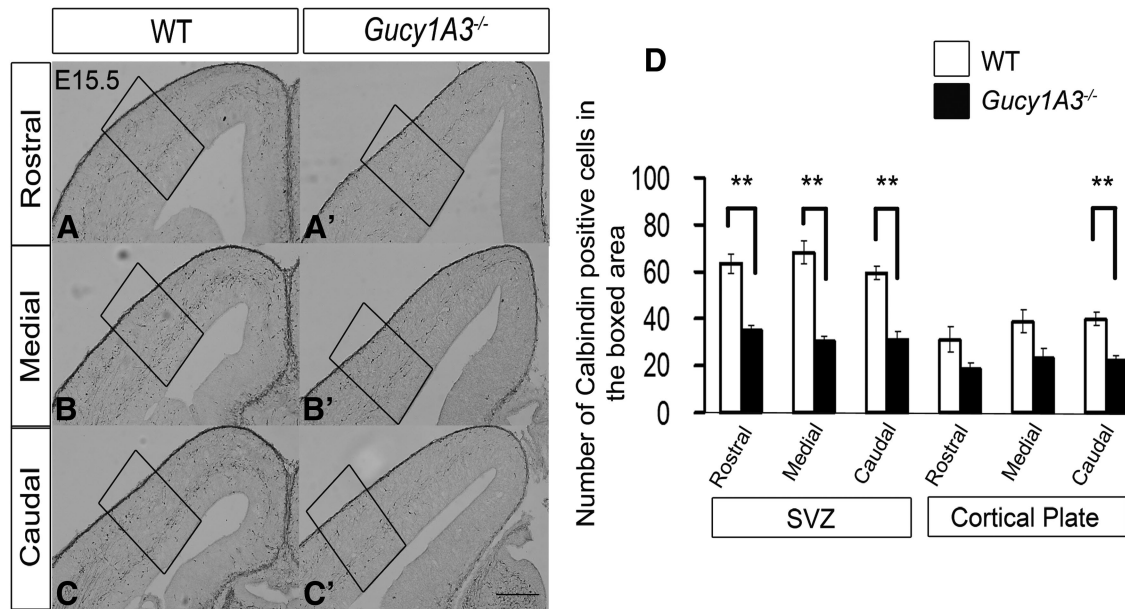 WT
Gucy1A3-/-
Rostral
Medial
Caudal
E15.5
A
A'
B
B'
C
C'
D
WT
Gucy1A3-/-
Number of Calbindin positive cells in
the boxed area
100
80
60
40
20
0
**
**
**
**
Rostral
Medial
Caudal
Rostral
Medial
Caudal
SVZ
Cortical Plate